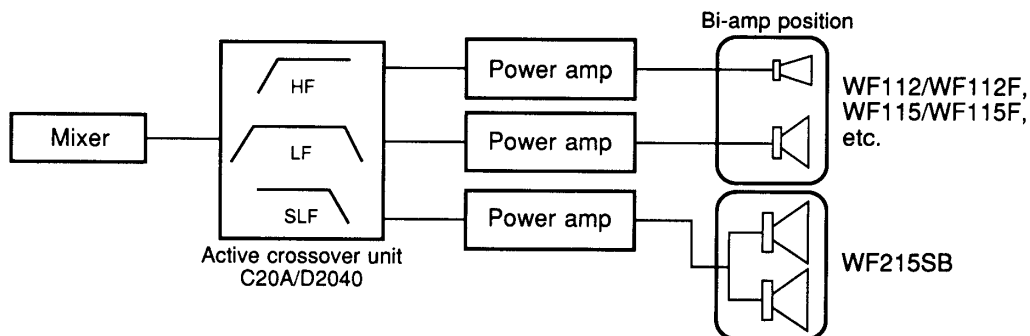 Bi-amp position
Mixer
HF
LF
SLF
Active crossover unit
C20A/D2040
Power amp
Power amp
Power amp
WF112/WF112F,
WF115/WF115F,
etc.
WF215SB